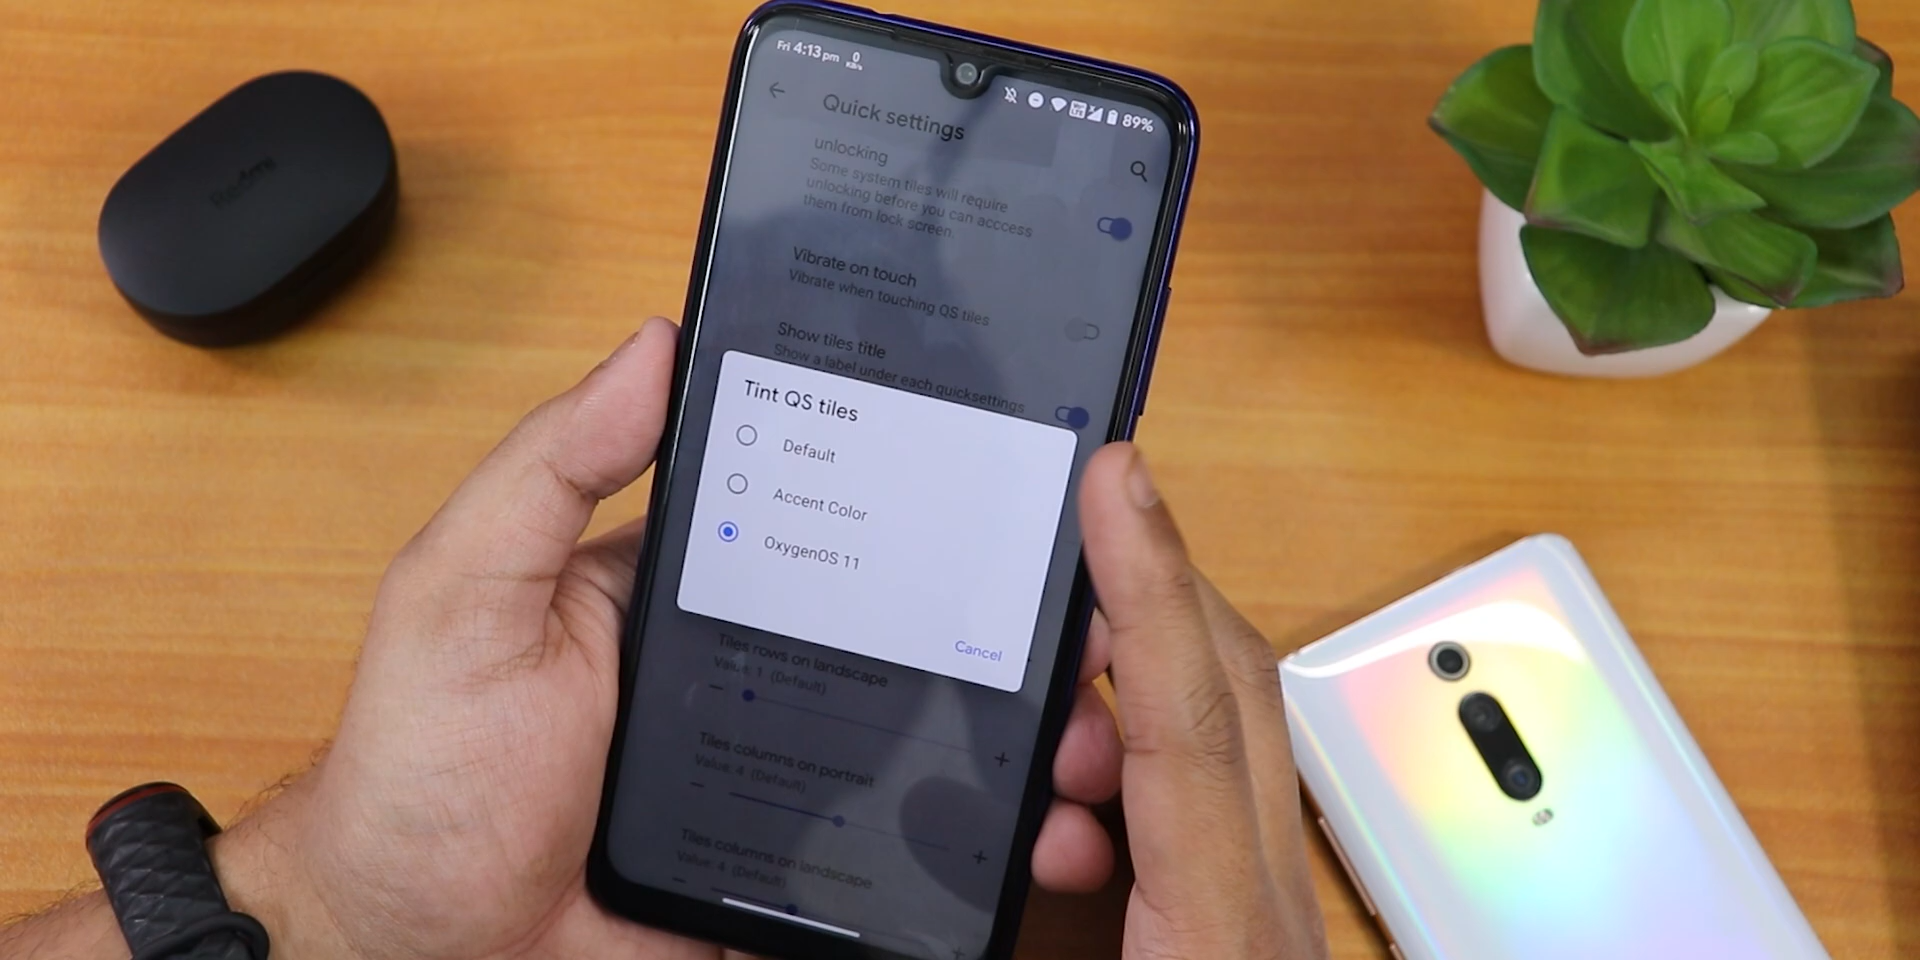 Fri 4:13 pm 0 KB/s
89%
Quick settings
unlocking
Some system tiles will require
unlocking before you can acccess
them from lock screen.
Vibrate on touch
Vibrate when touching QS tiles
Show tiles title
Show a label under each quicksettings
Tint QS tiles
Default
Accent Color
OxygenOS 11
Cancel
Tiles rows on landscape
Value: 1 (Default)
Tiles columns on portrait
Value: 4 (Default)
Tiles columns on landscape
Value: 4 (Default)
Redmi